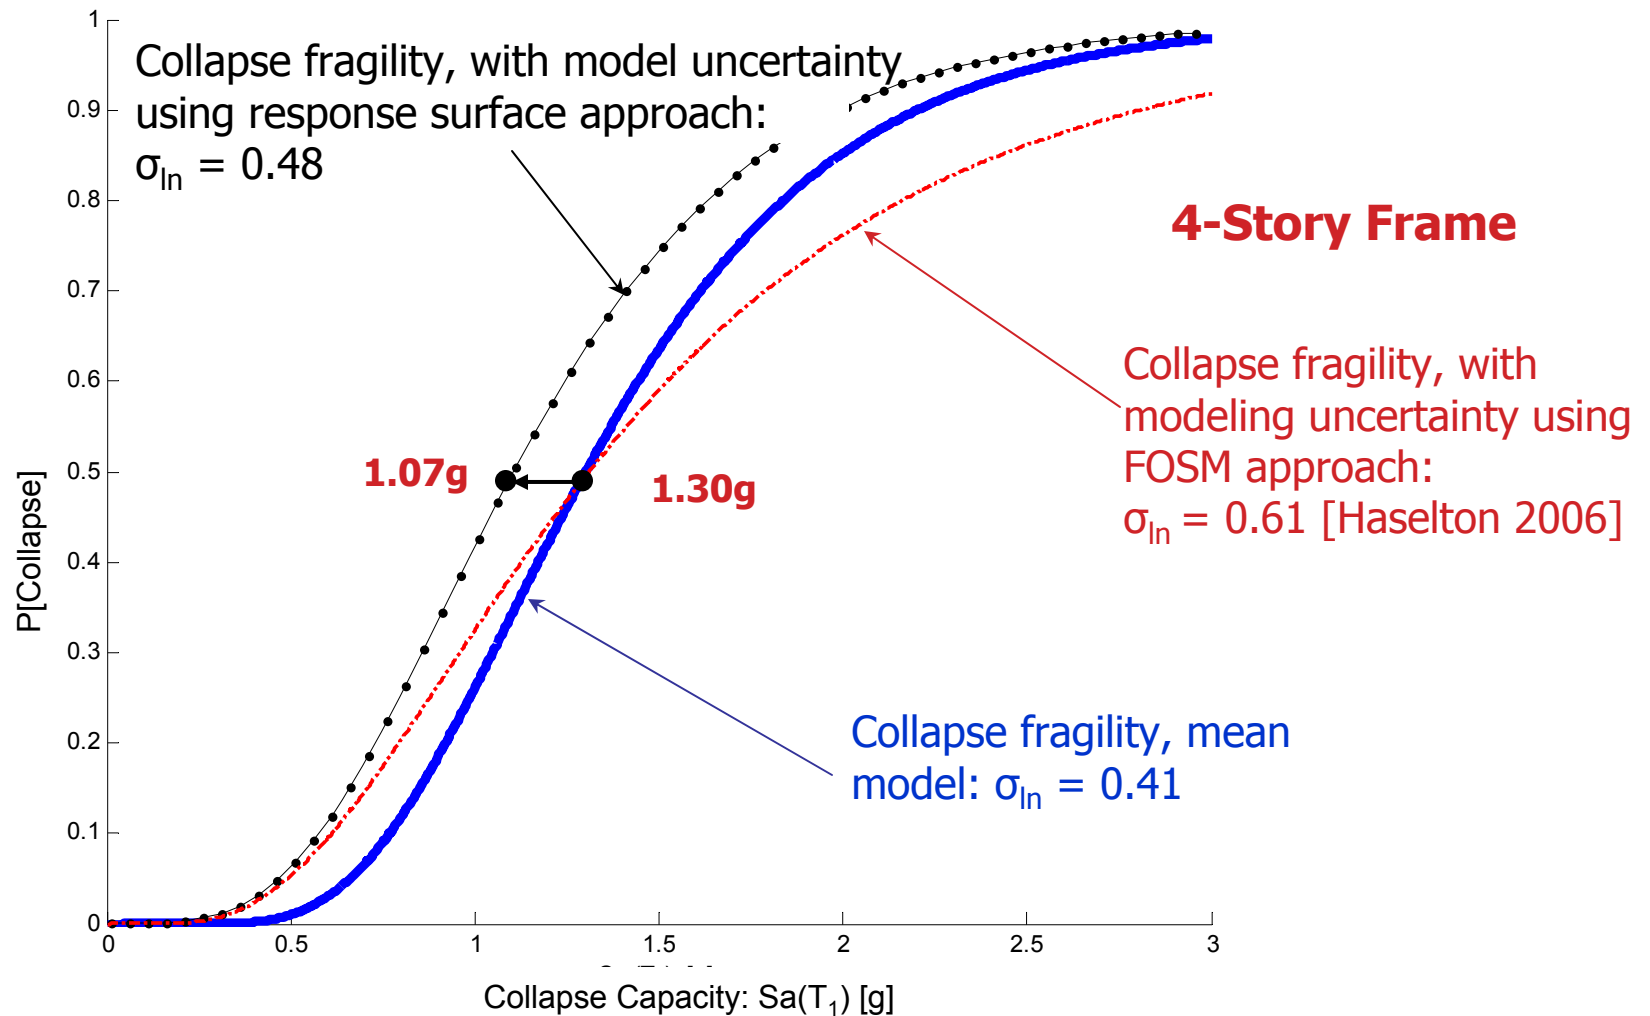 1
Collapse fragility, with model uncertainty
using response surface approach:
σln = 0.48
0.9
0.8
4-Story Frame
0.7
Collapse fragility, with
modeling uncertainty using
FOSM approach:
σln = 0.61 [Haselton 2006]
0.6
0.5
1.07g
1.30g
P[Collapse]
0.4
0.3
Collapse fragility, mean
model: σln = 0.41
0.2
0.1
0
0
0.5
1
1.5
2
2.5
3
Collapse Capacity: Sa(T1) [g]